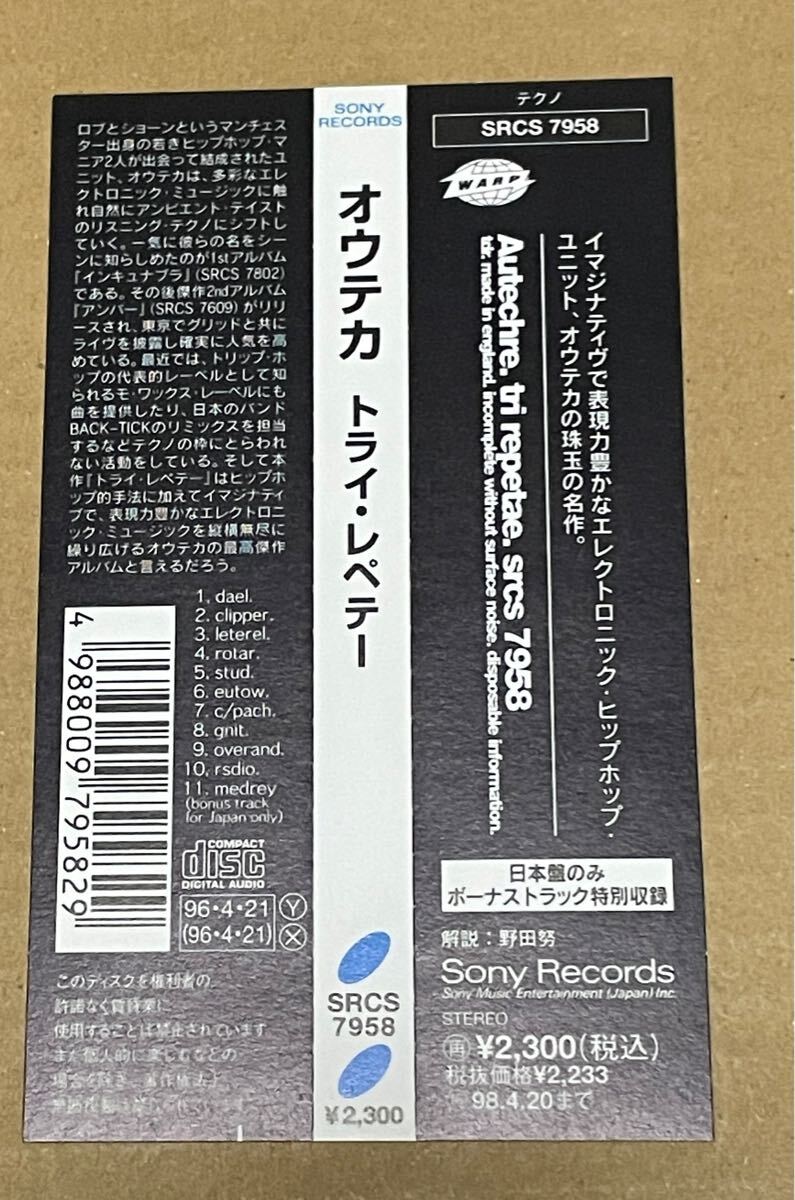 ロブとショーンというマンチェス
ター出身の若きヒップホップ・マ
ニア2人が出会って結成されたユ
ニット、オウテカは、多彩なエレ
クトロニック・ミュージックに触
れ自然にアンビエント・テイスト
のリスニング・テクノにシフトし
ていく。一気に彼らの名をシーン
に知らしめたのが1stアルバム
『インキュナブラ』(SRCS 7802)
である。その後傑作2ndアルバム
『アンバー』(SRCS 7609)がリリ
ースされ、東京でグリッドと共に
ライヴを披露し確実に人気を高
めている。最近では、トリップ・ホ
ップの代表的レーベルとして知
られるモ・ワックス・レーベルにも
曲を提供したり、日本のバンド
BACK-TICKのリミックスを担当
するなどテクノの枠にとらわれ
ない活動をしている。そして本
作『トライ・レペテー』はヒップホ
ップ的手法に加えてイマジナティ
ブで、表現力豊かなエレクトロニ
ック・ミュージックを縦横無尽に
繰り広げるオウテカの最高傑作
アルバムと言えるだろう。
1. dael.
2. clipper.
3. leterel.
4. rotar.
5. stud.
6. eutow.
7. c/pach.
8. gnit.
9. overand.
10. rsdio.
11. medrey
(bonus track
for Japan only)
4 988009 795829
COMPACT
disc
DIGITAL AUDIO
96・4・21 Y
(96・4・21) X
このディスクを権利者の
許諾なく賃貸業に
使用することは禁止されています
また個人的に楽しむなどの
場合を除き、著作権法上
SONY
RECORDS
オウテカ トライ・レペテー
SRCS
7958
¥2,300
テクノ
SRCS 7958
WARP
イマジナティヴで表現力豊かなエレクトロニック・ヒップホップ・
ユニット、オウテカの珠玉の名作。
Autechre. tri repetae. srcs 7958
tdr. made in england. incomplete without surface noise. disposable information.
日本盤のみ
ボーナストラック特別収録
解説：野田努
Sony Records
Sony Music Entertainment (Japan) Inc.
STEREO
再 ¥2,300(税込)
税抜価格¥2,233
98.4.20まで